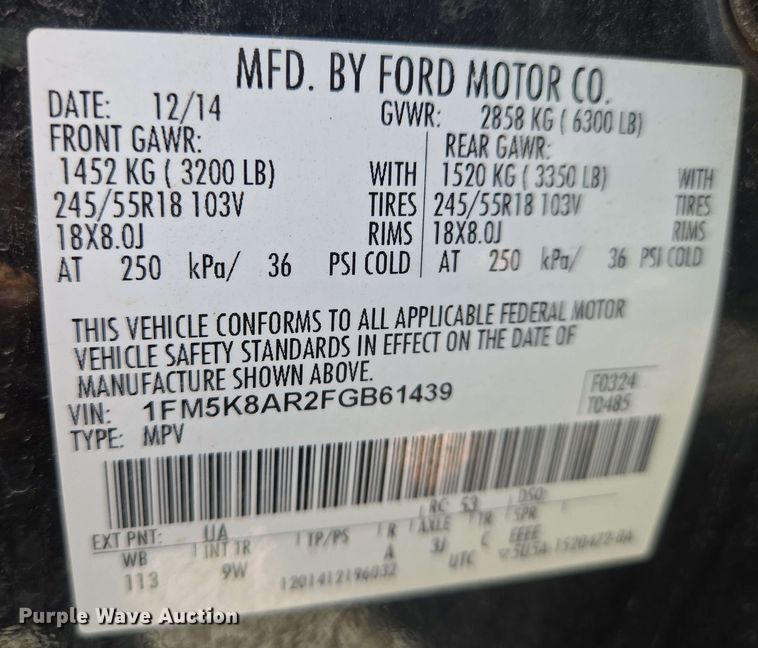 MFD. BY FORD MOTOR CO.
DATE: 12/14 GVWR: 2858 KG ( 6300 LB)
FRONT GAWR: REAR GAWR:
1452 KG ( 3200 LB) WITH 1520 KG ( 3350 LB) WITH
245/55R18 103V TIRES 245/55R18 103V TIRES
18X8.0J RIMS 18X8.0J RIMS
AT 250 kPa/ 36 PSI COLD AT 250 kPa/ 36 PSI COLD
THIS VEHICLE CONFORMS TO ALL APPLICABLE FEDERAL MOTOR
VEHICLE SAFETY STANDARDS IN EFFECT ON THE DATE OF
MANUFACTURE SHOWN ABOVE.
VIN: 1FM5K8AR2FGB61439 F0324
TYPE: MPV T0485
EXT PNT: UA RC: 53 DSO:
WB INT TR TP/PS R AXLE TR SPR
113 9W A 3J C EEEE
1201412196032 UTC
Purple Wave Auction